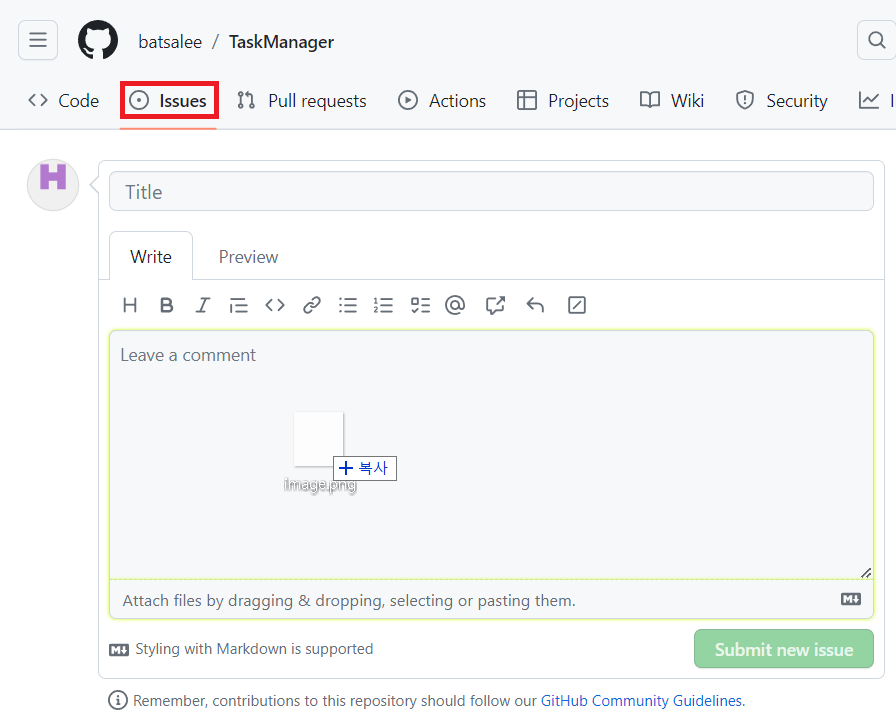 batsalee / TaskManager
Code Issues Pull requests Actions Projects Wiki Security
Title
Write Preview
Leave a comment
복사
Image.png
Attach files by dragging & dropping, selecting or pasting them.
Styling with Markdown is supported
Submit new issue
Remember, contributions to this repository should follow our GitHub Community Guidelines.